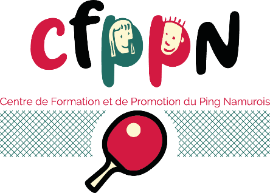 cfppN
Centre de Formation et de Promotion du Ping Namurois